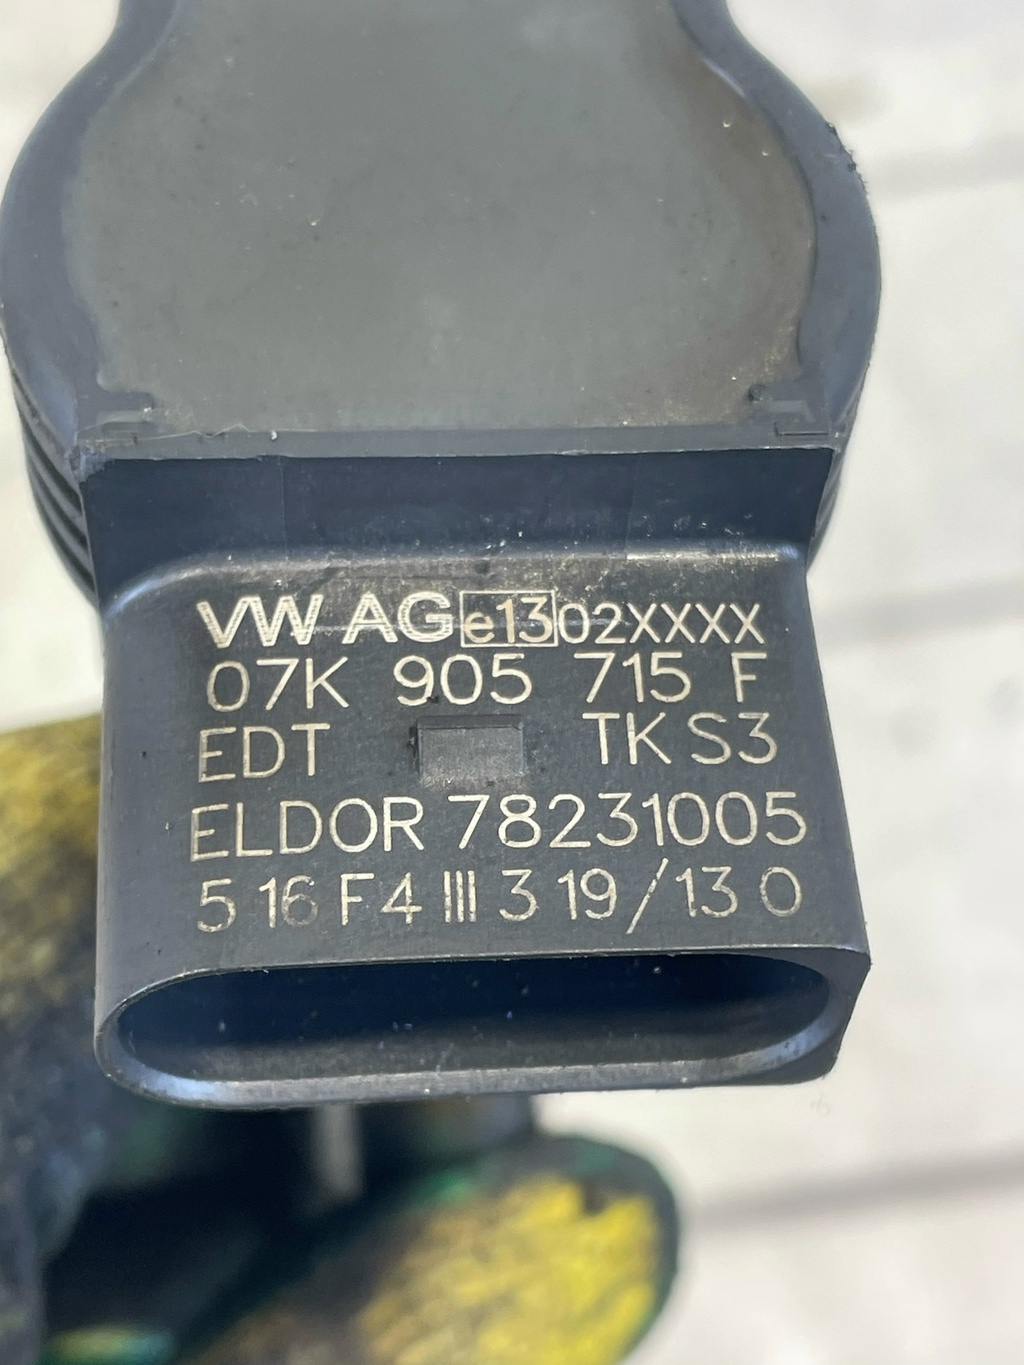 VW AG e13 02XXXX
07K 905 715 F
EDT TK S3
ELDOR 78231005
5 16 F4 III 3 19/13 0